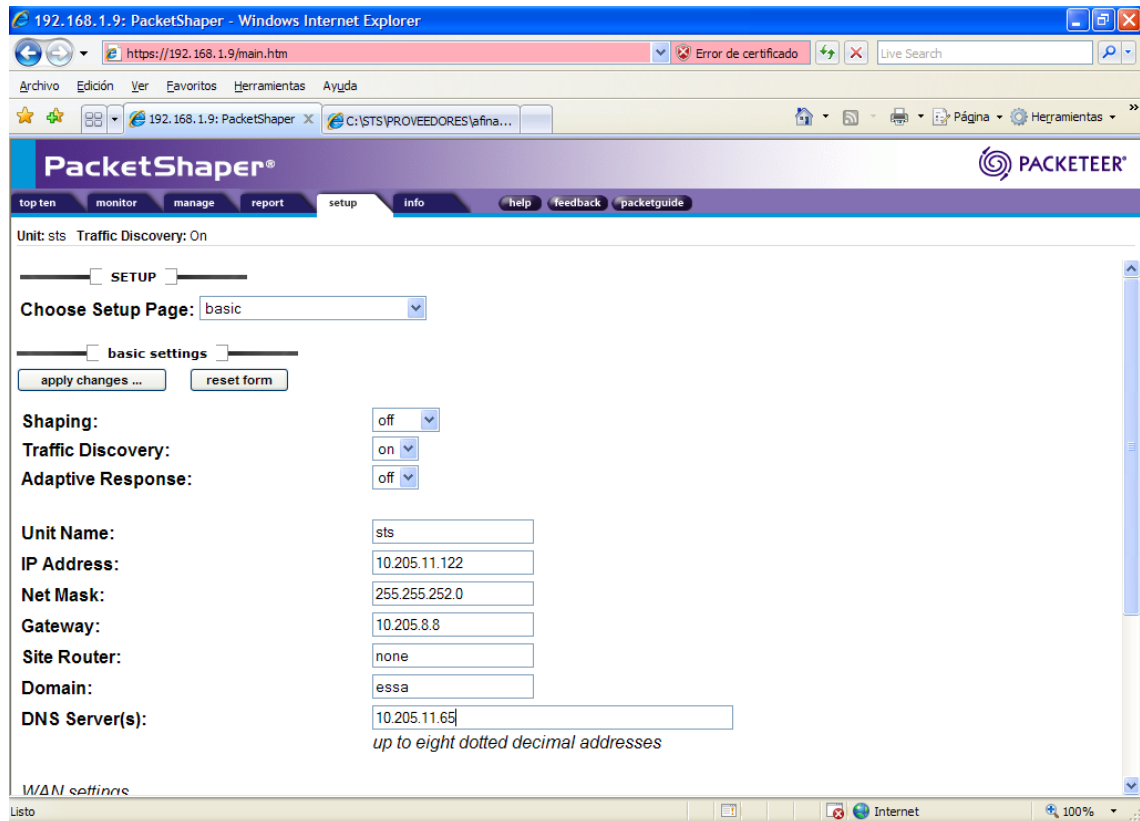 192.168.1.9: PacketShaper - Windows Internet Explorer
https://192.168.1.9/main.htm Error de certificado Live Search
Archivo Edición Ver Favoritos Herramientas Ayuda
192.168.1.9: PacketShaper X C:\STS\PROVEEDORES\afina... Página Herramientas »
PacketShaper® PACKETEER®
top ten monitor manage report setup info help feedback packetguide
Unit: sts Traffic Discovery: On
SETUP
Choose Setup Page: basic
basic settings
apply changes ... reset form
Shaping: off
Traffic Discovery: on
Adaptive Response: off
Unit Name: sts
IP Address: 10.205.11.122
Net Mask: 255.255.252.0
Gateway: 10.205.8.8
Site Router: none
Domain: essa
DNS Server(s): 10.205.11.65
up to eight dotted decimal addresses
WAN settings
Listo Internet 100%